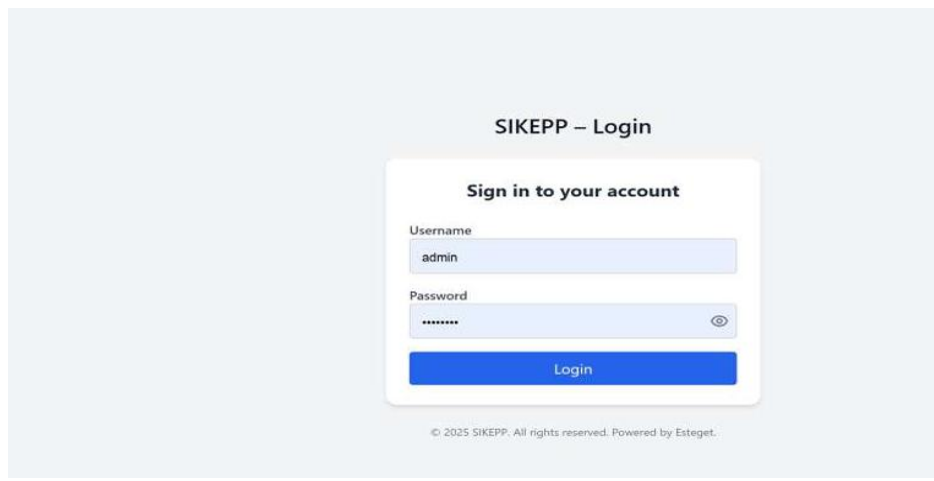 SIKEPP – Login
Sign in to your account
Username
admin
Password
••••••••
Login
© 2025 SIKEPP. All rights reserved. Powered by Esteget.